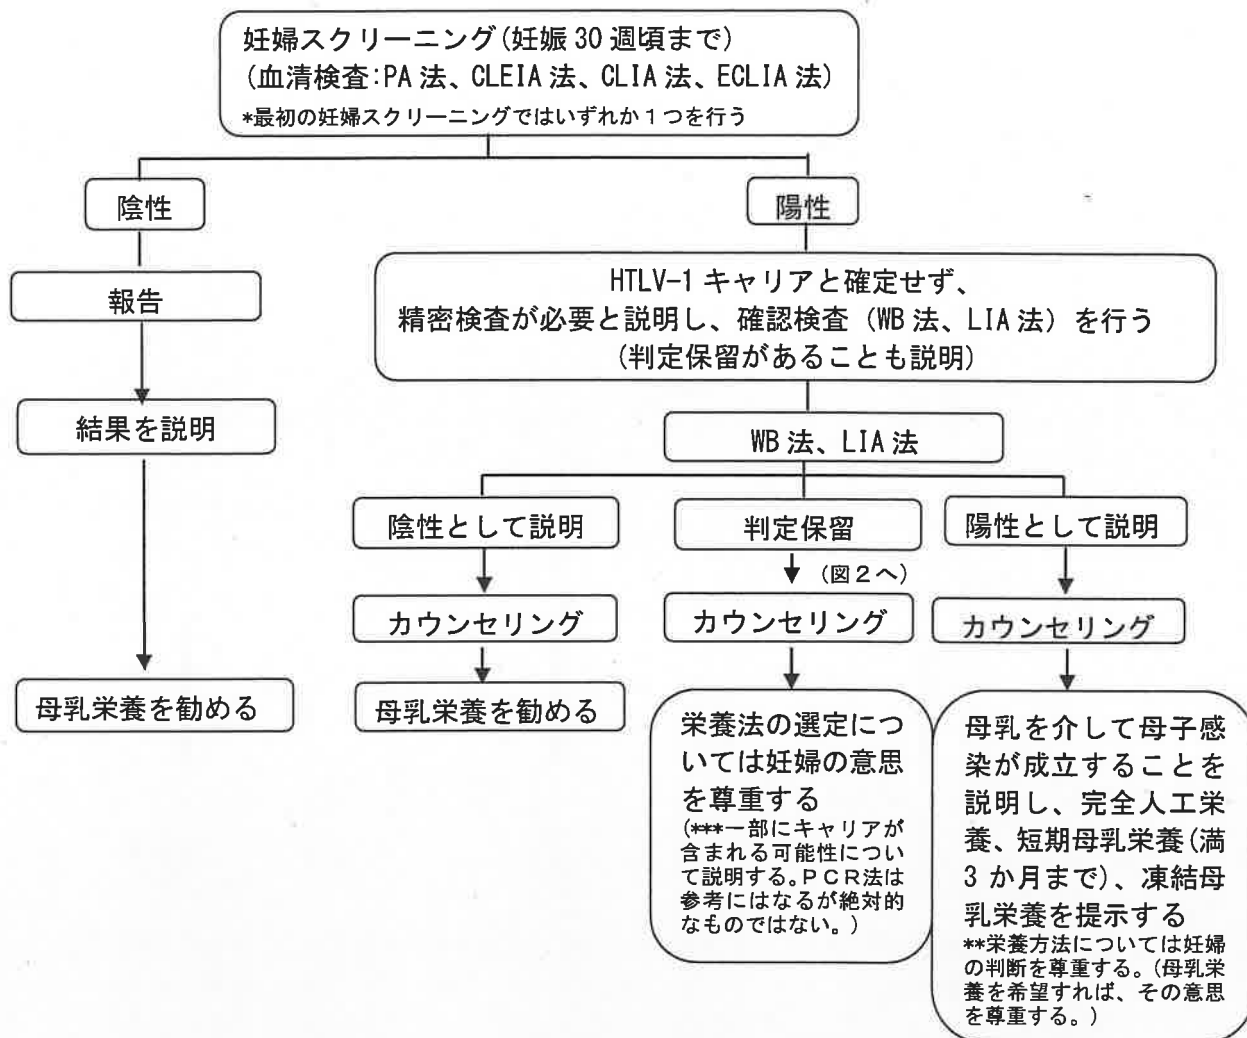 妊婦スクリーニング(妊娠30週頃まで)
(血清検査:PA法、CLEIA法、CLIA法、ECLIA法)
*最初の妊婦スクリーニングではいずれか1つを行う
陰性
陽性
報告
HTLV-1キャリアと確定せず、
精密検査が必要と説明し、確認検査(WB法、LIA法)を行う
(判定保留があることも説明)
結果を説明
WB法、LIA法
陰性として説明
判定保留
陽性として説明
(図2へ)
カウンセリング
カウンセリング
カウンセリング
母乳栄養を勧める
母乳栄養を勧める
栄養法の選定につ
いては妊婦の意思
を尊重する
(***一部にキャリアが
含まれる可能性につい
て説明する。PCR法は
参考にはなるが絶対的
なものではない。)
母乳を介して母子感
染が成立することを
説明し、完全人工栄
養、短期母乳栄養(満
3か月まで)、凍結母
乳栄養を提示する
**栄養方法については妊婦
の判断を尊重する。(母乳栄
養を希望すれば、その意思
を尊重する。)